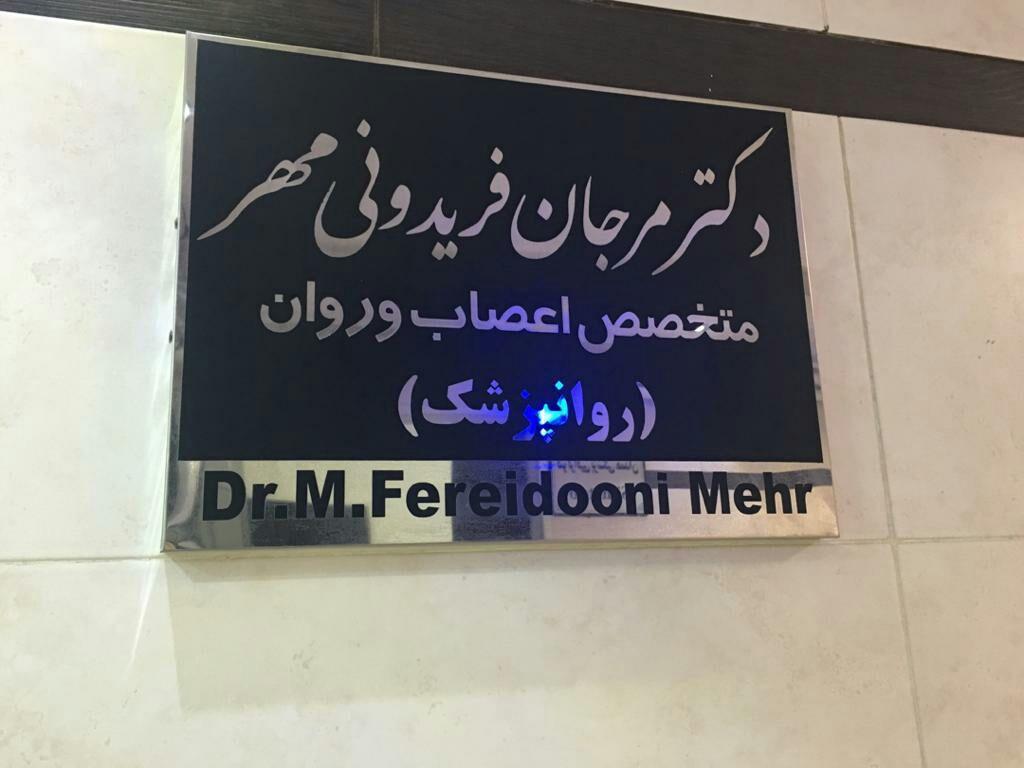 دکتر مرجان فریدونی مهر
متخصص اعصاب و روان
(روانپزشک)
Dr.M.Fereidooni Mehr